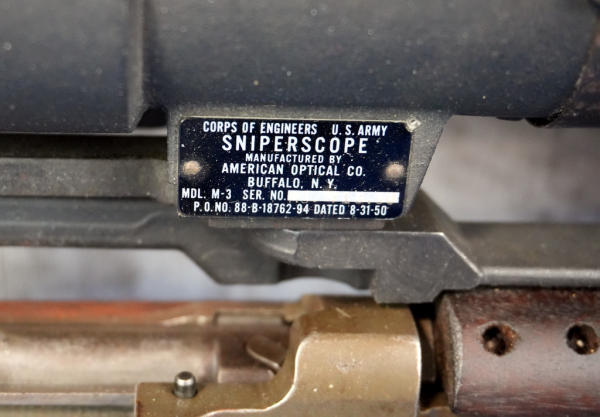 CORPS OF ENGINEERS U.S. ARMY
SNIPERSCOPE
MANUFACTURED BY
AMERICAN OPTICAL CO.
BUFFALO, N.Y.
MDL. M-3 SER. NO.
P.O. NO. 88-B-18762-94 DATED 8-31-50